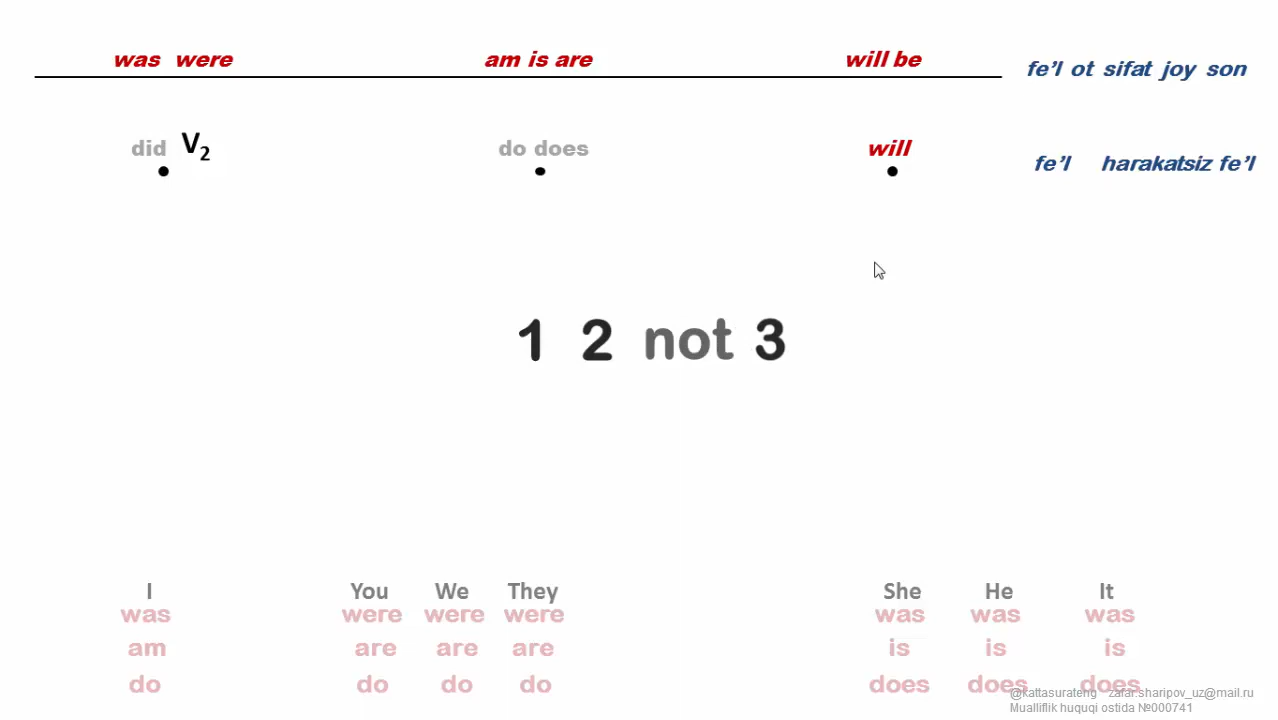 was were am is are will be
fe'l ot sifat joy son
did V₂ do does will
fe'l harakatsiz fe'l
1 2 not 3
I You We They She He It
was were were were was was was
am are are are is is is
do do do do does does does
@kattasurateng zafar.sharipov_uz@mail.ru
Mualliflik huquqi ostida №000741